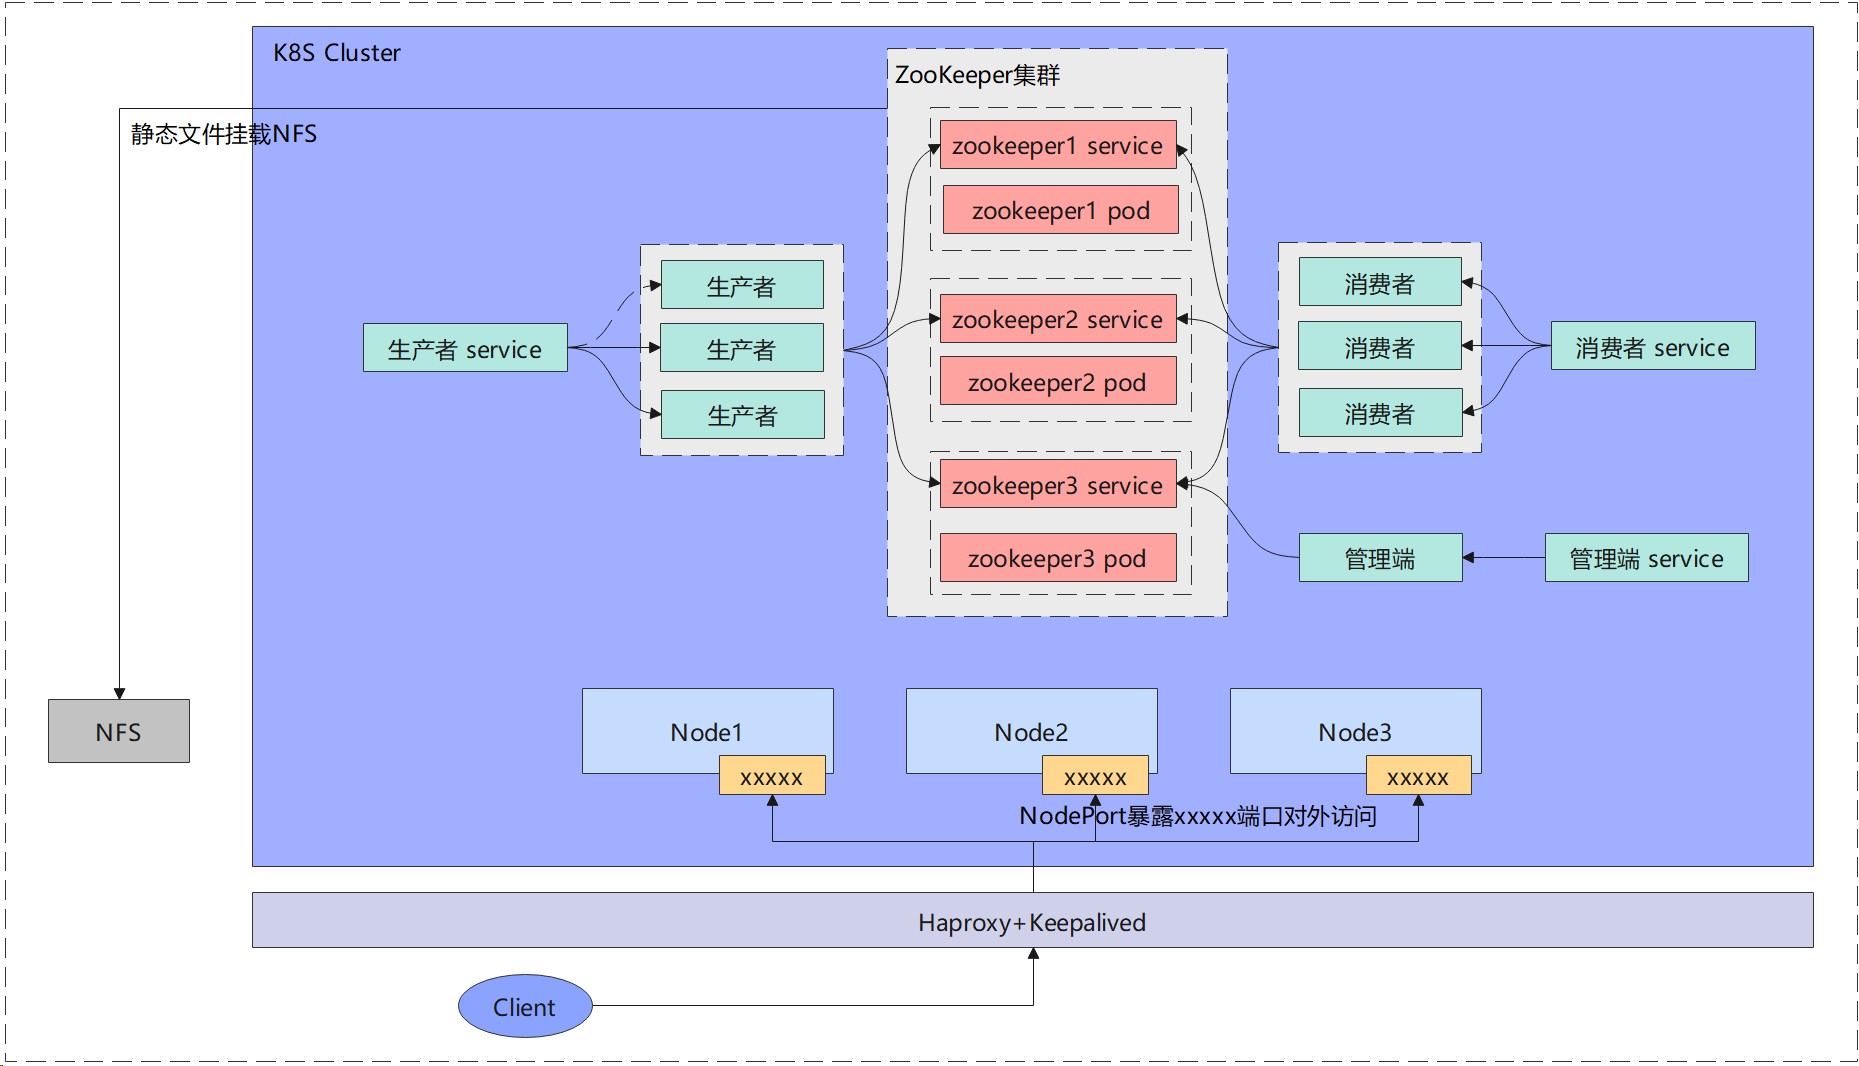 K8S Cluster
ZooKeeper集群
静态文件挂载NFS
zookeeper1 service
zookeeper1 pod
生产者
消费者
zookeeper2 service
生产者 service
生产者
消费者
消费者 service
zookeeper2 pod
生产者
消费者
zookeeper3 service
zookeeper3 pod
管理端
管理端 service
NFS
Node1
Node2
Node3
xxxxx
xxxxx
xxxxx
NodePort暴露xxxxx端口对外访问
Haproxy+Keepalived
Client